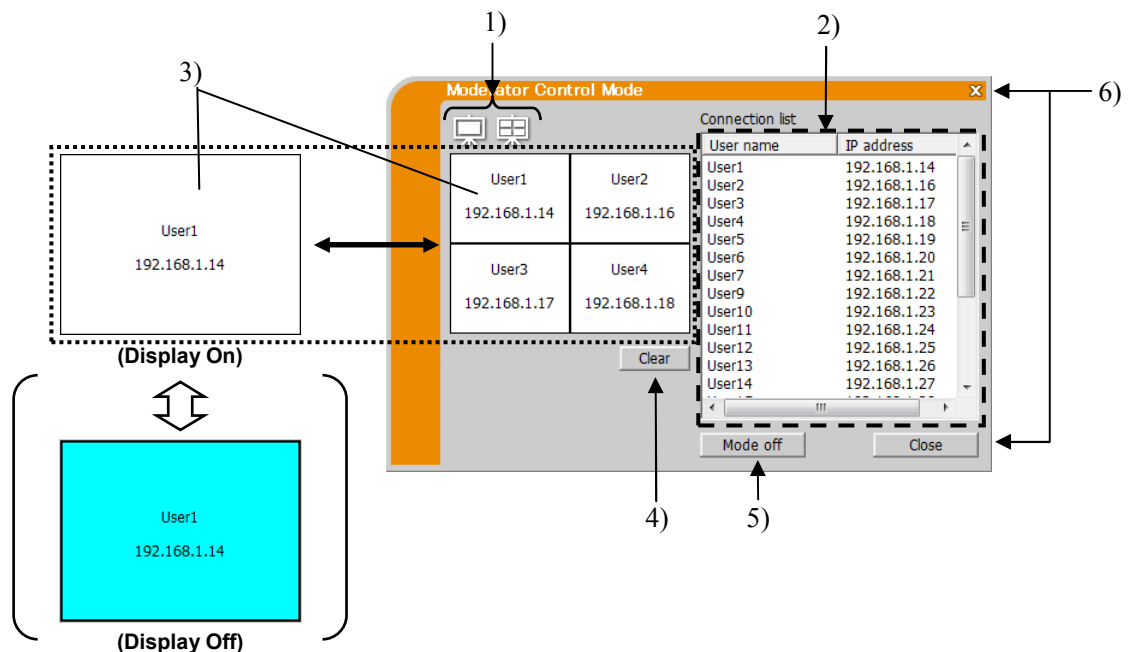 1)
2)
3)
6)
Moderator Control Mode
X
Connection list
User name IP address
User1 192.168.1.14
User2 192.168.1.16
User3 192.168.1.17
User4 192.168.1.18
User5 192.168.1.19
User6 192.168.1.20
User7 192.168.1.21
User9 192.168.1.22
User10 192.168.1.23
User11 192.168.1.24
User12 192.168.1.25
User13 192.168.1.26
User14 192.168.1.27
User1 User2
192.168.1.14 192.168.1.16
User3 User4
192.168.1.17 192.168.1.18
User1
192.168.1.14
(Display On)
Clear
Mode off Close
4)
5)
User1
192.168.1.14
(Display Off)